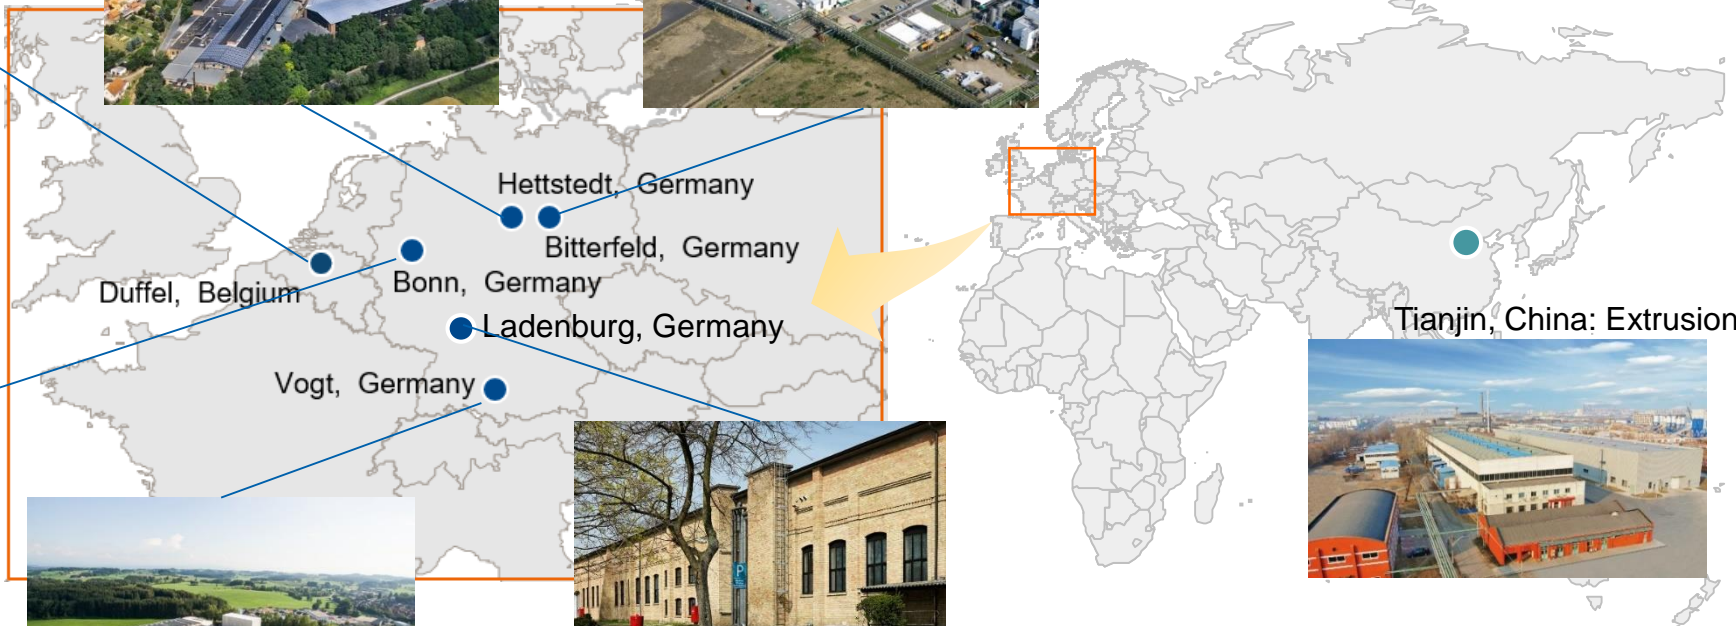 Hettstedt, Germany
Bitterfeld, Germany
Duffel, Belgium
Bonn, Germany
Ladenburg, Germany
Vogt, Germany
Tianjin, China: Extrusion
P